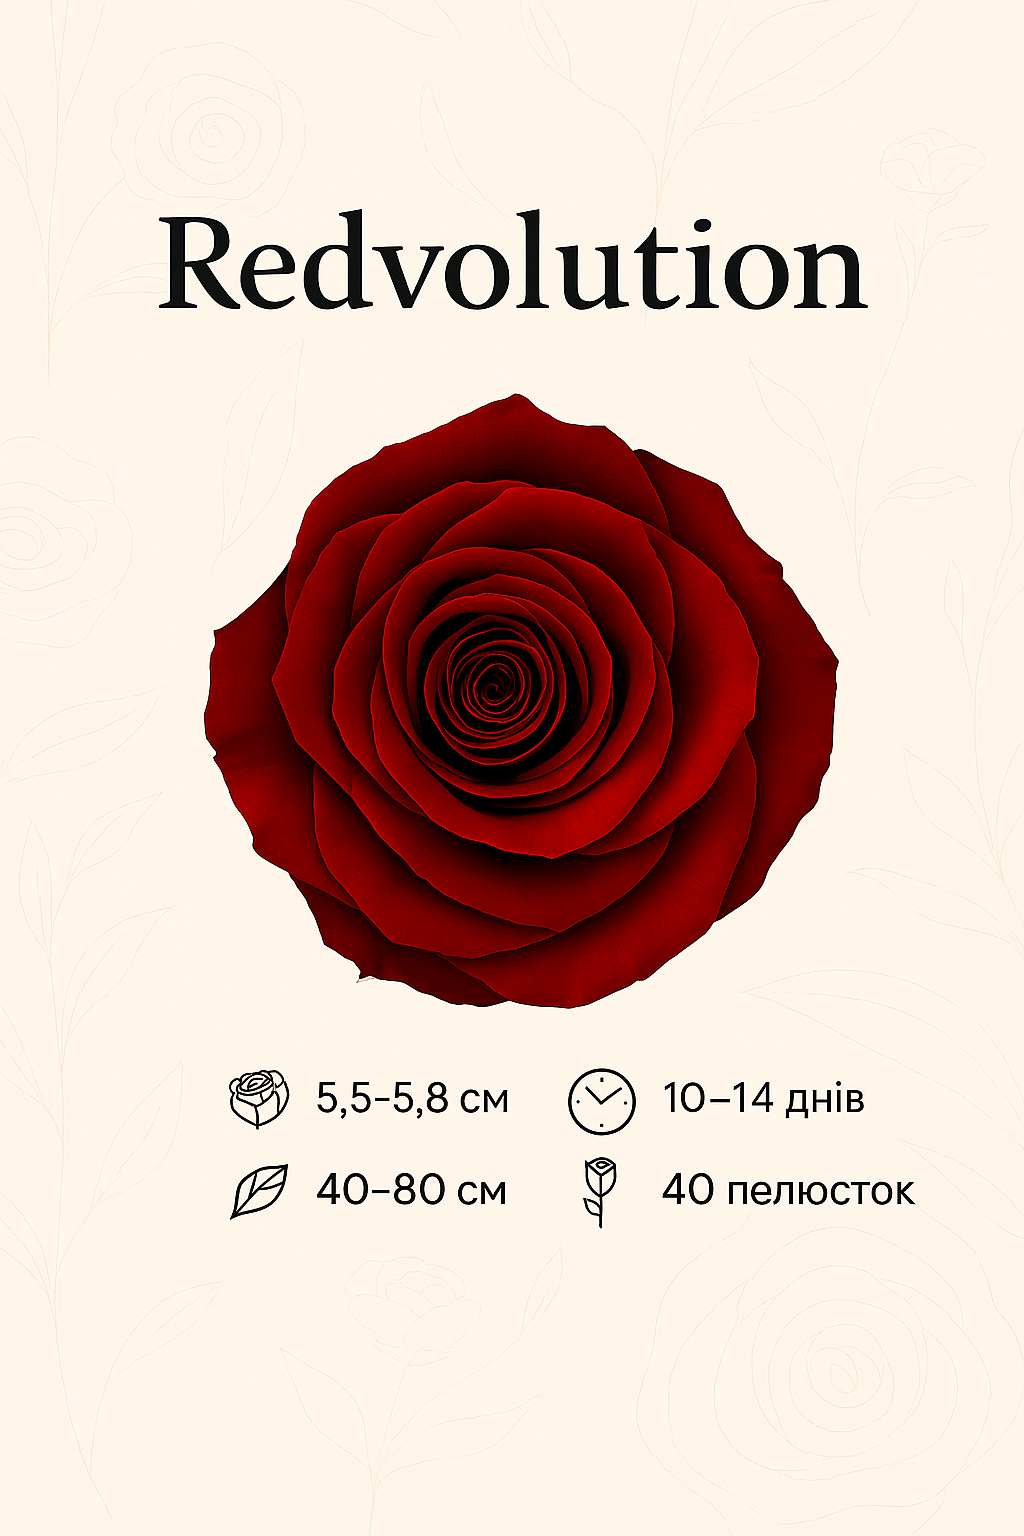 Redvolution
5,5–5,8 см
10–14 днів
40–80 см
40 пелюсток